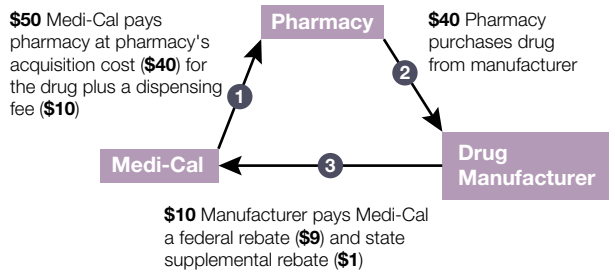 $50 Medi-Cal pays
pharmacy at pharmacy's
acquisition cost ($40) for
the drug plus a dispensing
fee ($10)
Pharmacy
$40 Pharmacy
purchases drug
from manufacturer
1
2
Medi-Cal
3
Drug
Manufacturer
$10 Manufacturer pays Medi-Cal
a federal rebate ($9) and state
supplemental rebate ($1)